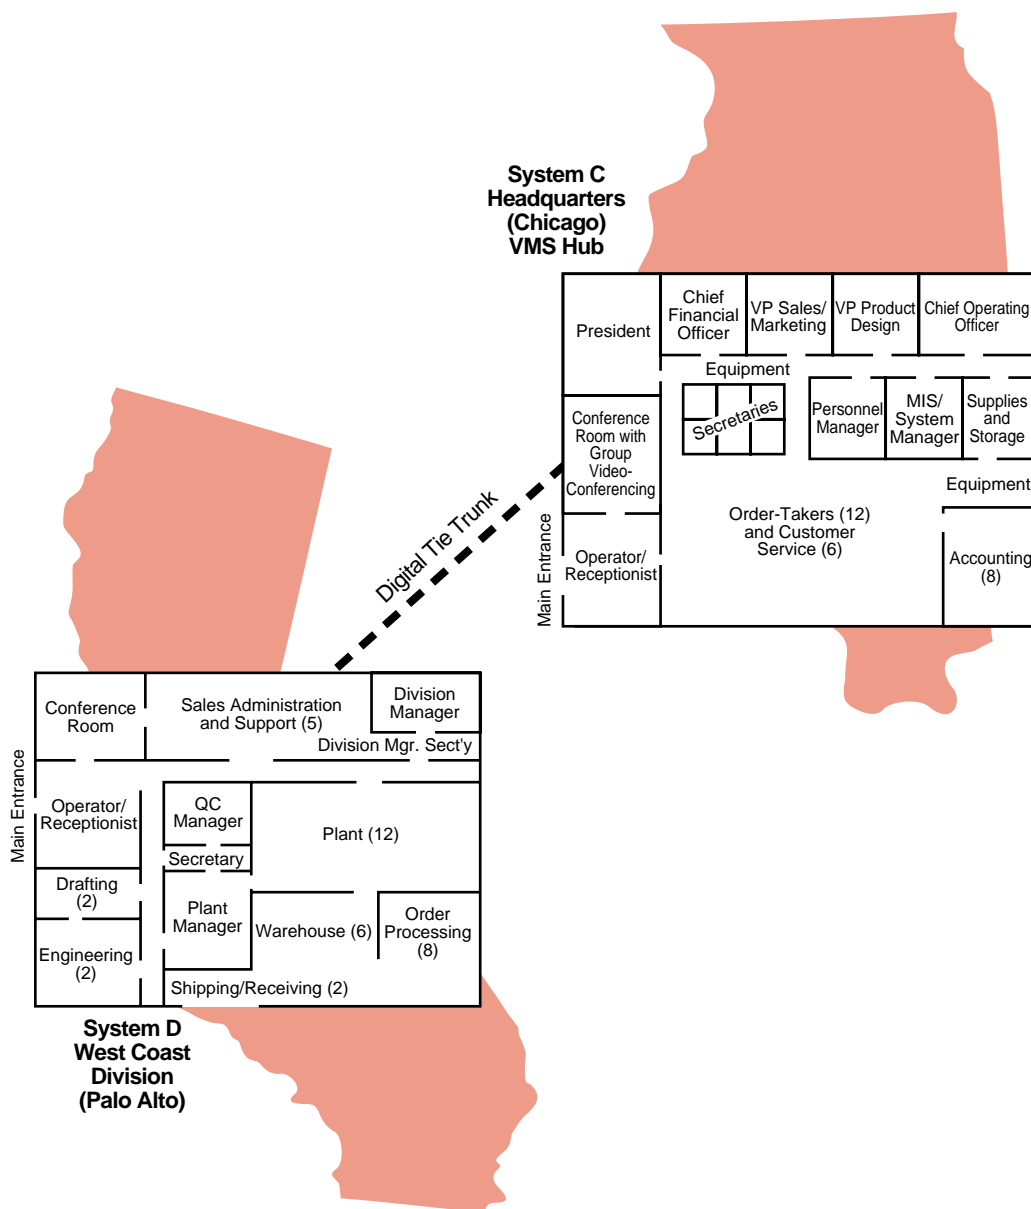 System C
Headquarters
(Chicago)
VMS Hub
President
Chief
Financial
Officer
VP Sales/
Marketing
VP Product
Design
Chief Operating
Officer
Equipment
Secretaries
Personnel
Manager
MIS/
System
Manager
Supplies
and
Storage
Conference
Room with
Group
Video-
Conferencing
Equipment
Order-Takers (12)
and Customer
Service (6)
Main Entrance
Operator/
Receptionist
Accounting
(8)
Digital Tie Trunk
Conference
Room
Sales Administration
and Support (5)
Division
Manager
Division Mgr. Sect'y
Main Entrance
Operator/
Receptionist
QC
Manager
Plant (12)
Secretary
Drafting
(2)
Plant
Manager
Warehouse (6)
Order
Processing
(8)
Engineering
(2)
Shipping/Receiving (2)
System D
West Coast
Division
(Palo Alto)